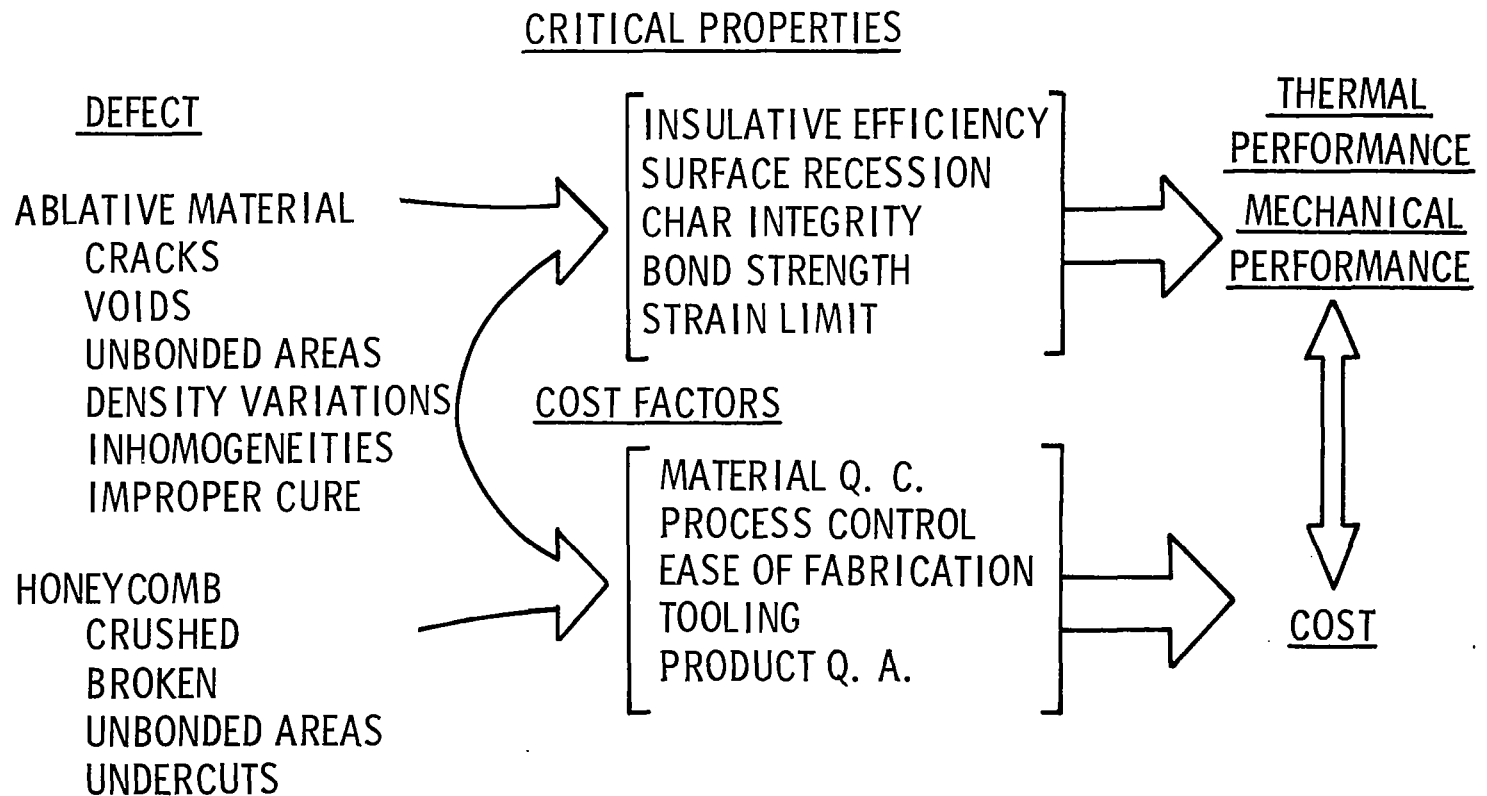 CRITICAL PROPERTIES
DEFECT
ABLATIVE MATERIAL
CRACKS
VOIDS
UNBONDED AREAS
DENSITY VARIATIONS
INHOMOGENEITIES
IMPROPER CURE
HONEYCOMB
CRUSHED
BROKEN
UNBONDED AREAS
UNDERCUTS
INSULATIVE EFFICIENCY
SURFACE RECESSION
CHAR INTEGRITY
BOND STRENGTH
STRAIN LIMIT
COST FACTORS
MATERIAL Q. C.
PROCESS CONTROL
EASE OF FABRICATION
TOOLING
PRODUCT Q. A.
THERMAL
PERFORMANCE
MECHANICAL
PERFORMANCE
COST